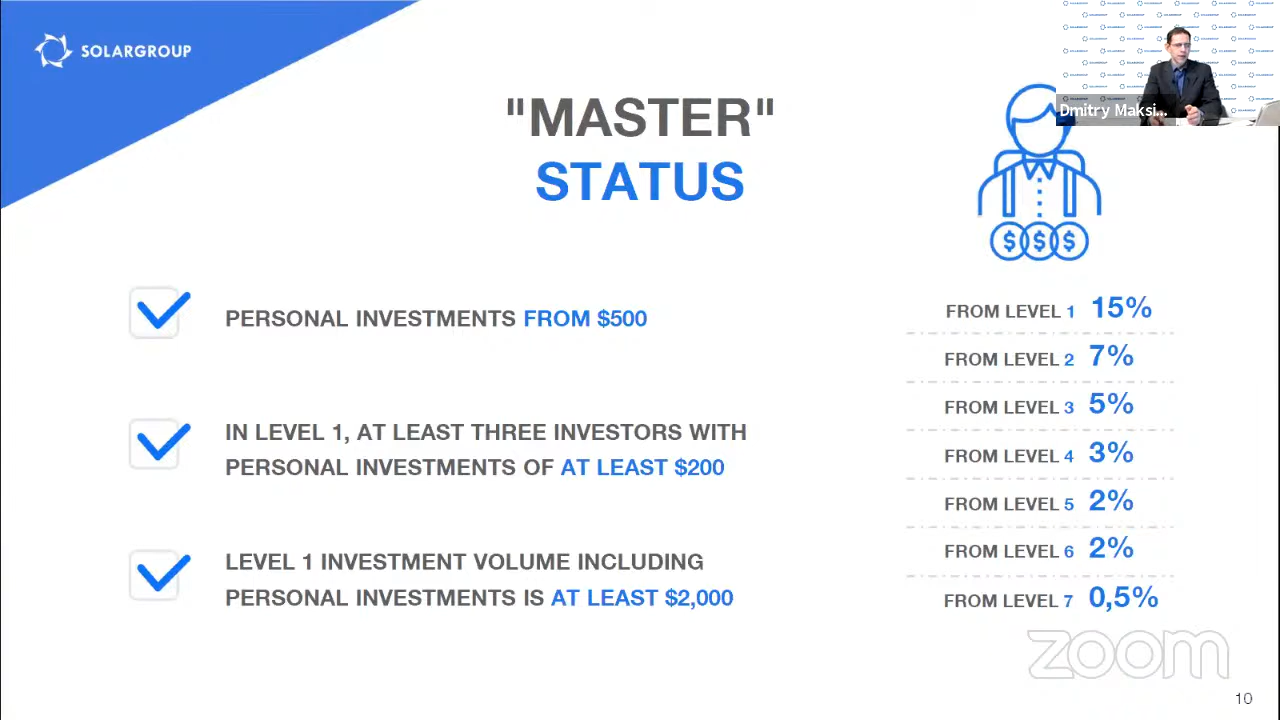 SOLARGROUP
"MASTER"
STATUS
Dmitry Maksi...
PERSONAL INVESTMENTS FROM $500
IN LEVEL 1, AT LEAST THREE INVESTORS WITH
PERSONAL INVESTMENTS OF AT LEAST $200
LEVEL 1 INVESTMENT VOLUME INCLUDING
PERSONAL INVESTMENTS IS AT LEAST $2,000
$ $ $
FROM LEVEL 1 15%
FROM LEVEL 2 7%
FROM LEVEL 3 5%
FROM LEVEL 4 3%
FROM LEVEL 5 2%
FROM LEVEL 6 2%
FROM LEVEL 7 0,5%
zoom
10